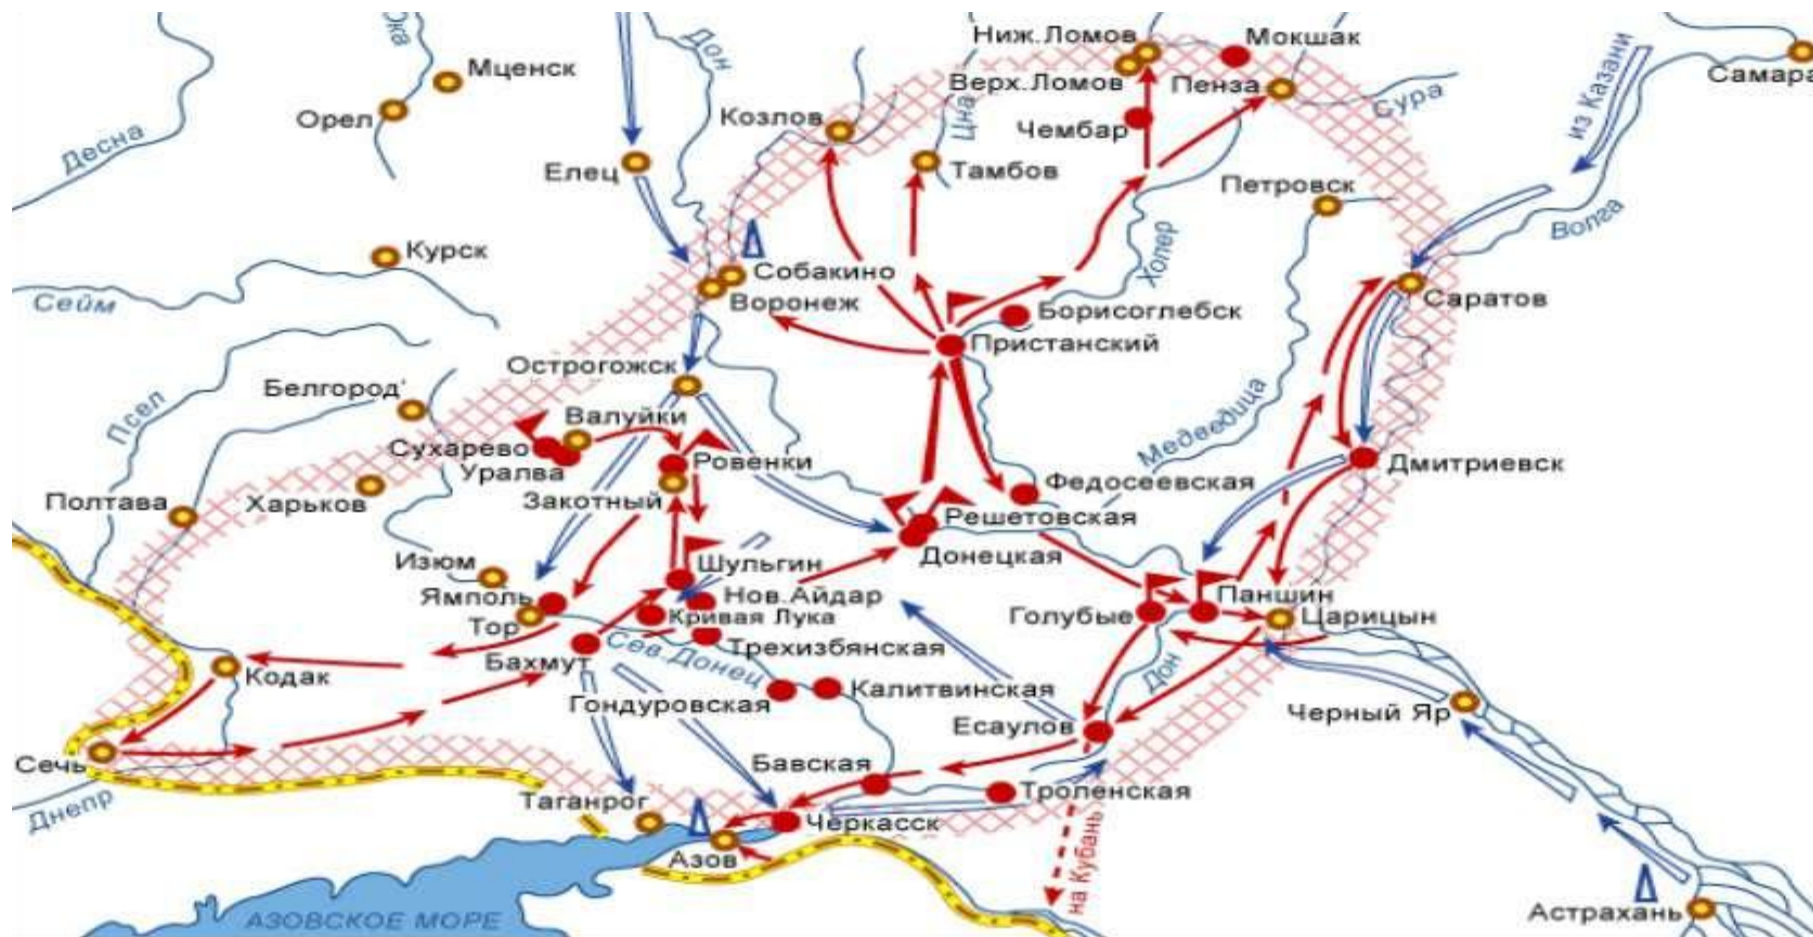 Ока
Дон
Ниж.Ломов
Мокшак
Мценск
Верх.Ломов
Пенза
из Казани
Самара
Орел
Козлов
Цна
Чембар
Сура
Десна
Елец
Тамбов
Петровск
Волга
Курск
Собакино
Хопер
Сейм
Воронеж
Борисоглебск
Саратов
Пристанский
Острогожск
Белгород'
Псел
Валуйки
Медведица
Сухарево
Уралва
Ровенки
Дмитриевск
Полтава
Харьков
Закотный
Федосеевская
Решетовская
Донецкая
Изюм
Шульгин
Ямполь
Нов.Айдар
Паншин
Голубые
Царицын
Тор
Кривая Лука
Бахмут
Сев.Донец
Трехизбянская
Дон
Кодак
Гондуровская
Калитвинская
Есаулов
Черный Яр
Сечь
Бавская
Троленская
Днепр
Таганрог
Черкасск
Азов
на Кубань
АЗОВСКОЕ МОРЕ
Астрахань